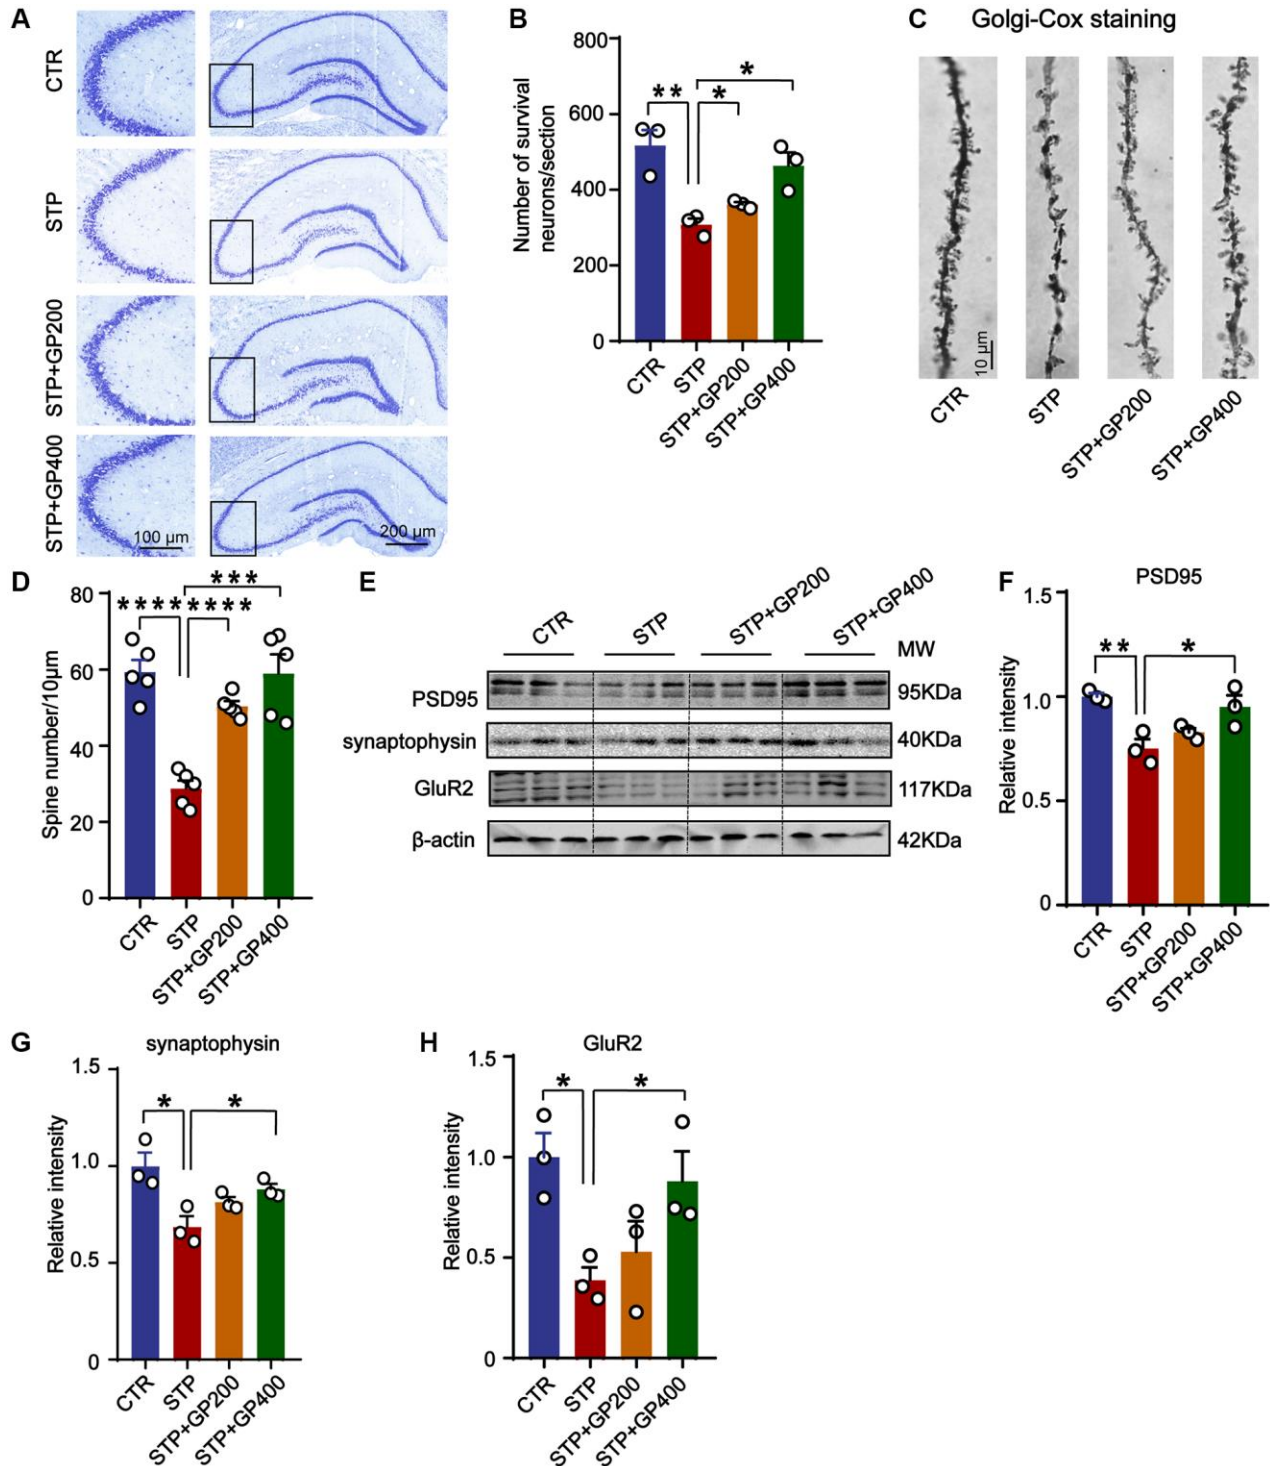 A
CTR
STP
STP+GP200
STP+GP400
100 µm
200 µm
B
Number of survival
neurons/section
800
600
400
200
0
** * *
CTR
STP
STP+GP200
STP+GP400
C Golgi-Cox staining
10 µm
CTR
STP
STP+GP200
STP+GP400
D
Spine number/10µm
80
60
40
20
0
***
********
CTR
STP
STP+GP200
STP+GP400
E
CTR
STP
STP+GP200
STP+GP400
MW
PSD95 95KDa
synaptophysin 40KDa
GluR2 117KDa
β-actin 42KDa
F PSD95
Relative intensity
1.5
1.0
0.5
0
** *
CTR
STP
STP+GP200
STP+GP400
G synaptophysin
Relative intensity
1.5
1.0
0.5
0
* *
CTR
STP
STP+GP200
STP+GP400
H GluR2
Relative intensity
1.5
1.0
0.5
0
* *
CTR
STP
STP+GP200
STP+GP400